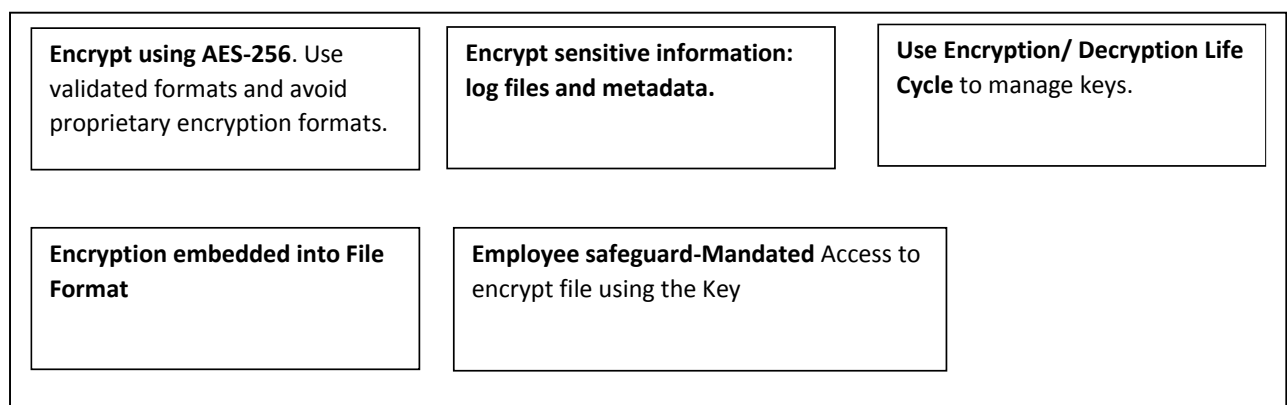 Encrypt using AES-256. Use
validated formats and avoid
proprietary encryption formats.
Encrypt sensitive information:
log files and metadata.
Use Encryption/ Decryption Life
Cycle to manage keys.
Encryption embedded into File
Format
Employee safeguard-Mandated Access to
encrypt file using the Key